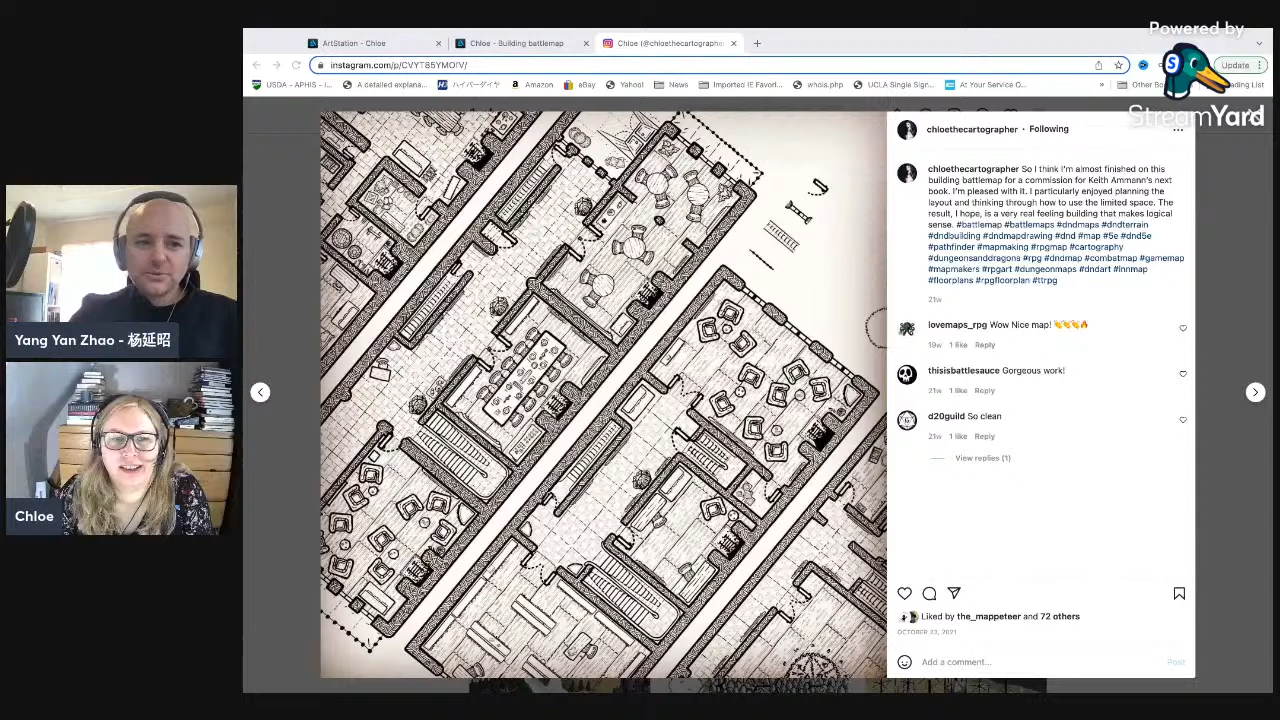 Powered by
StreamYard
ArtStation - Chloe
Chloe - Building battlemap
Chloe (@chloethecartographer
instagram.com/p/CVYT85YMOfV/
Update
USDA - APHIS - I...
A detailed explana...
ハイパーダイヤ
Amazon
eBay
Yahoo!
News
Imported IE Favori...
whois.php
UCLA Single Sign...
At Your Service O...
»
Other Bo
ding List
chloethecartographer · Following
chloethecartographer So I think I'm almost finished on this
building battlemap for a commission for Keith Ammann's next
book. I'm pleased with it. I particularly enjoyed planning the
layout and thinking through how to use the limited space. The
result, I hope, is a very real feeling building that makes logical
sense. #battlemap #battlemaps #dndmaps #dndterrain
#dndbuilding #dndmapdrawing #dnd #map #5e #dnd5e
#pathfinder #mapmaking #rpgmap #cartography
#dungeonsanddragons #rpg #dndmap #combatmap #gamemap
#mapmakers #rpgart #dungeonmaps #dndart #Innmap
#floorplans #rpgfloorplan #ttrpg
21w
lovemaps_rpg Wow Nice map! 👏👏👏🔥
19w 1 like Reply
thisisbattlesauce Gorgeous work!
21w 1 like Reply
d20guild So clean
21w 1 like Reply
View replies (1)
Liked by the_mappeteer and 72 others
OCTOBER 23, 2021
Add a comment...
Post
Yang Yan Zhao - 杨延昭
Chloe